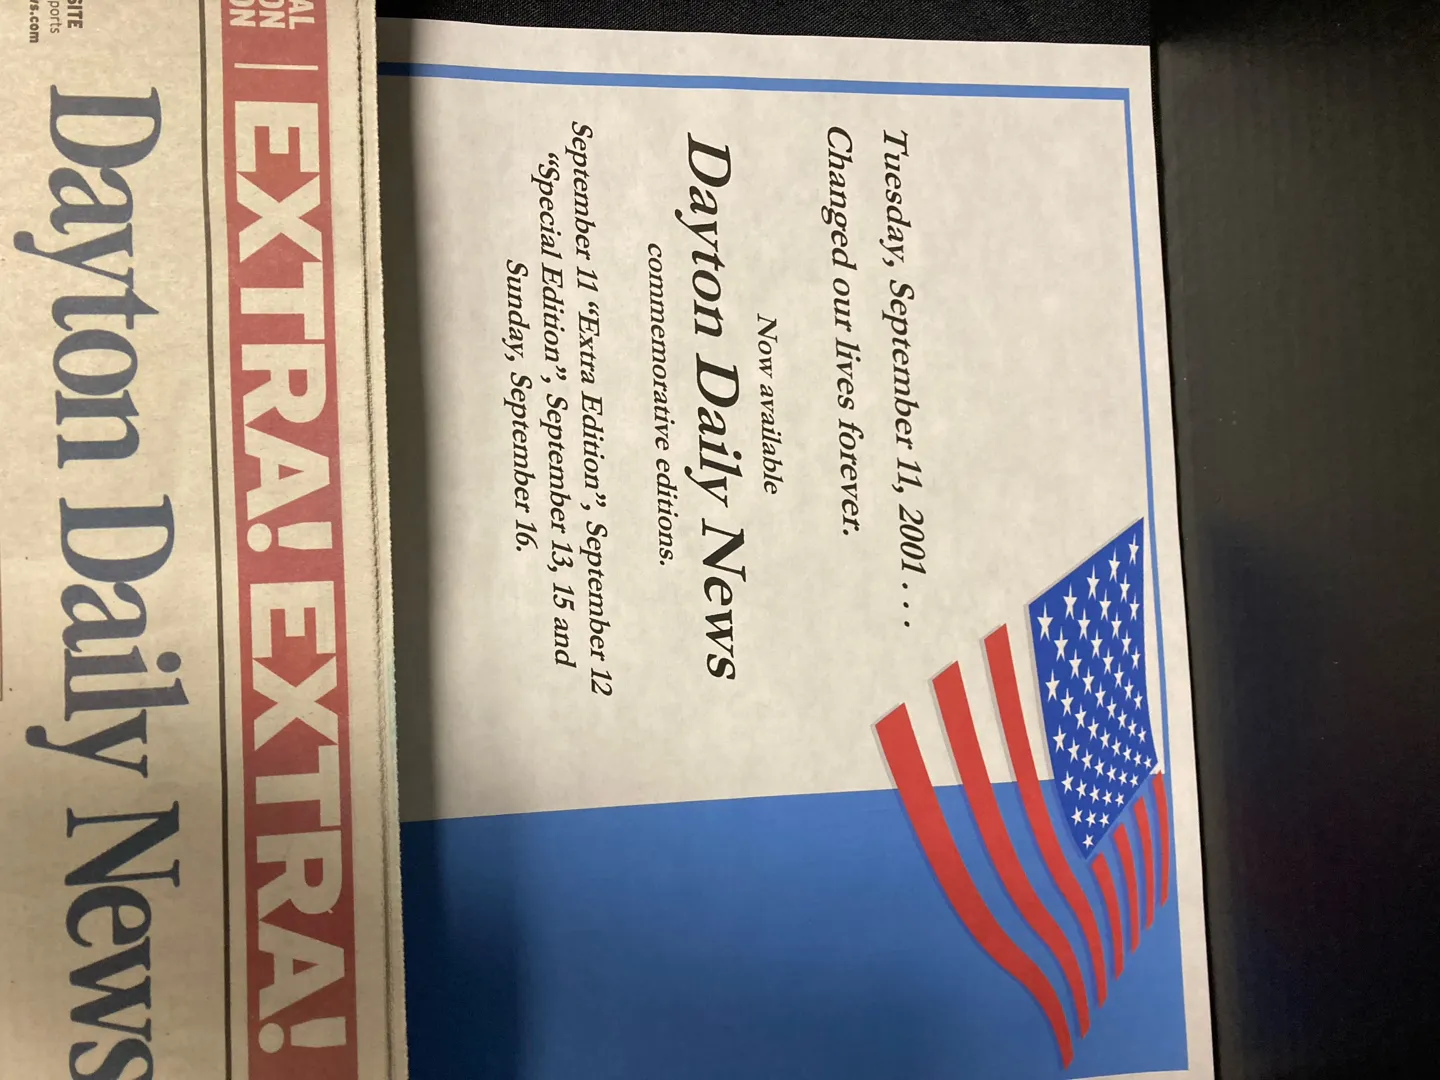 Tuesday, September 11, 2001 . . .
Changed our lives forever.
Now available
Dayton Daily News
commemorative editions.
September 11 “Extra Edition”, September 12
“Special Edition”, September 13, 15 and
Sunday, September 16.
EXTRA! EXTRA!
Dayton Daily News